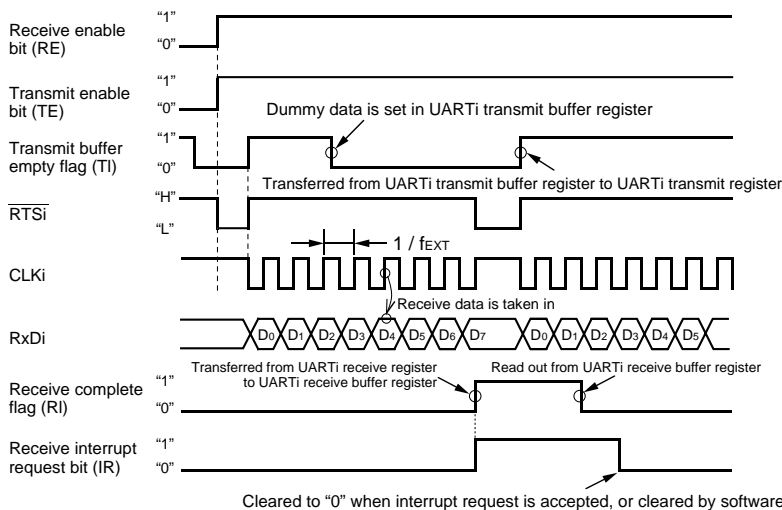 Receive enable
bit (RE)
“1”
“0”
Transmit enable
bit (TE)
“1”
“0”
Dummy data is set in UARTi transmit buffer register
Transmit buffer
empty flag (TI)
“1”
“0”
Transferred from UARTi transmit buffer register to UARTi transmit register
RTSi
“H”
“L”
1 / fEXT
CLKi
Receive data is taken in
RxDi
D0 D1 D2 D3 D4 D5 D6 D7 D0 D1 D2 D3 D4 D5
Transferred from UARTi receive register
to UARTi receive buffer register
Read out from UARTi receive buffer register
Receive complete
flag (RI)
“1”
“0”
Receive interrupt
request bit (IR)
“1”
“0”
Cleared to “0” when interrupt request is accepted, or cleared by software